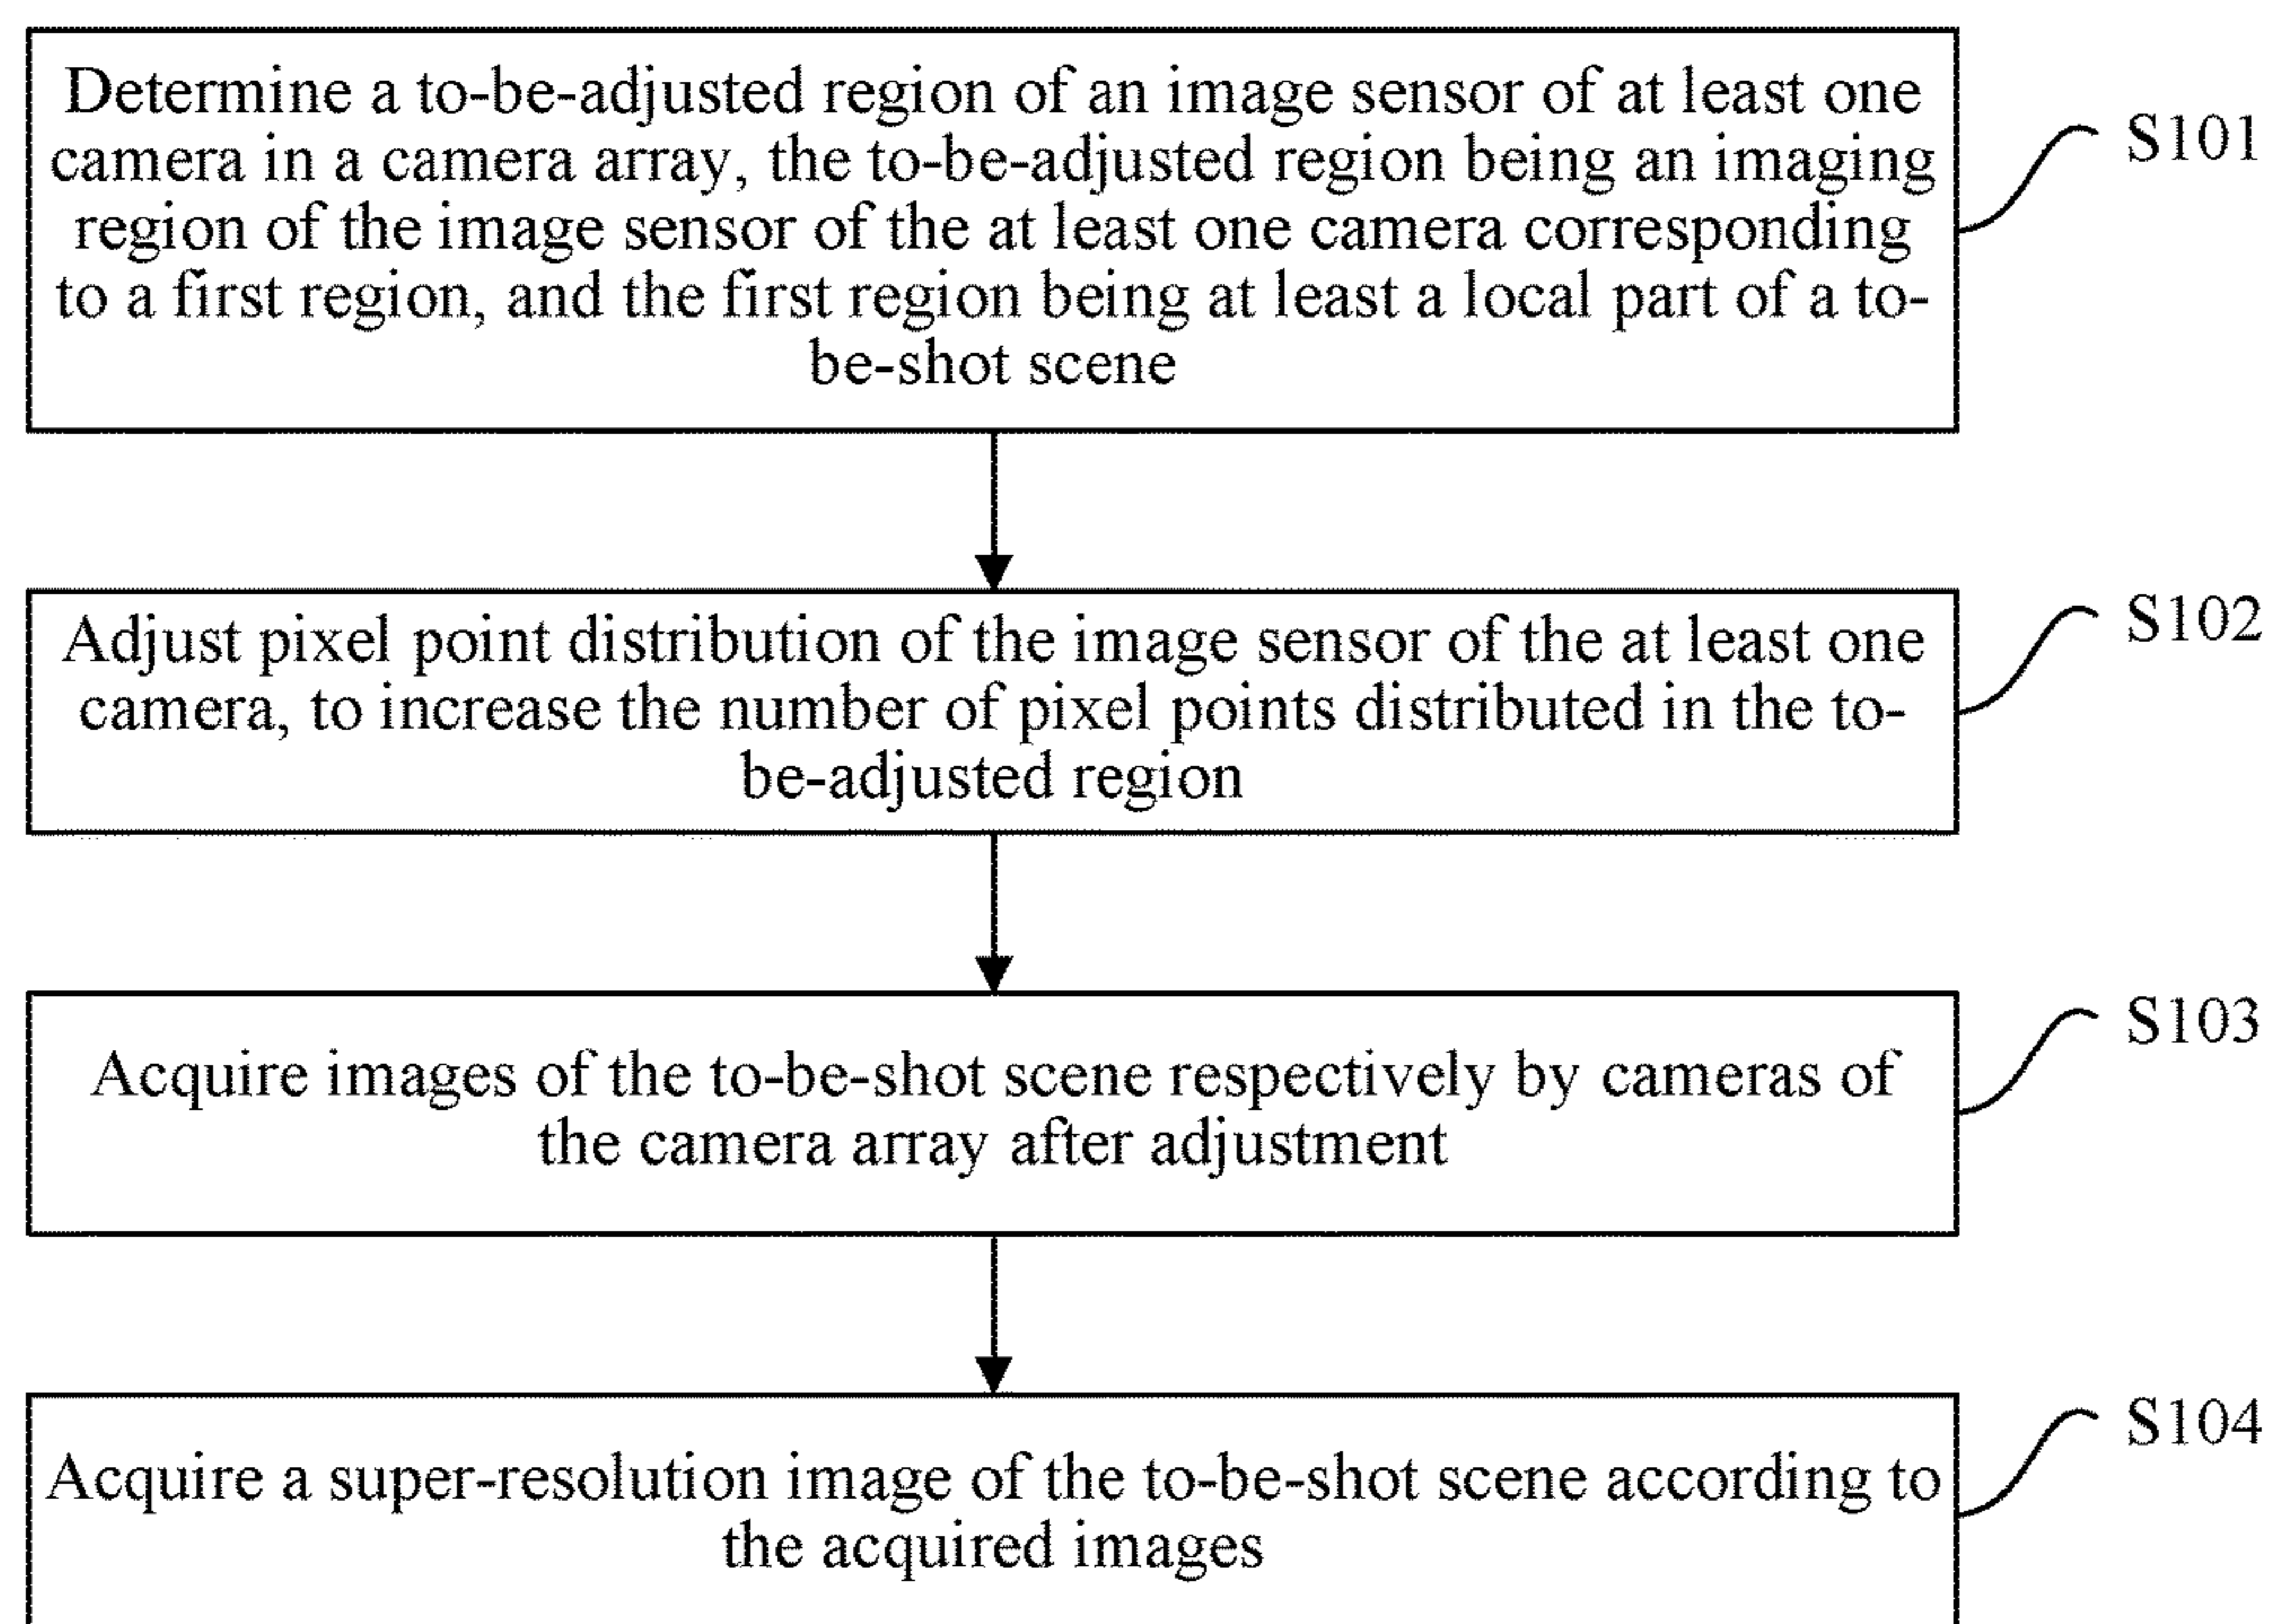 Determine a to-be-adjusted region of an image sensor of at least one
camera in a camera array, the to-be-adjusted region being an imaging
region of the image sensor of the at least one camera corresponding
to a first region, and the first region being at least a local part of a to-
be-shot scene
S101
Adjust pixel point distribution of the image sensor of the at least one
camera, to increase the number of pixel points distributed in the to-
be-adjusted region
S102
Acquire images of the to-be-shot scene respectively by cameras of
the camera array after adjustment
S103
Acquire a super-resolution image of the to-be-shot scene according to
the acquired images
S104